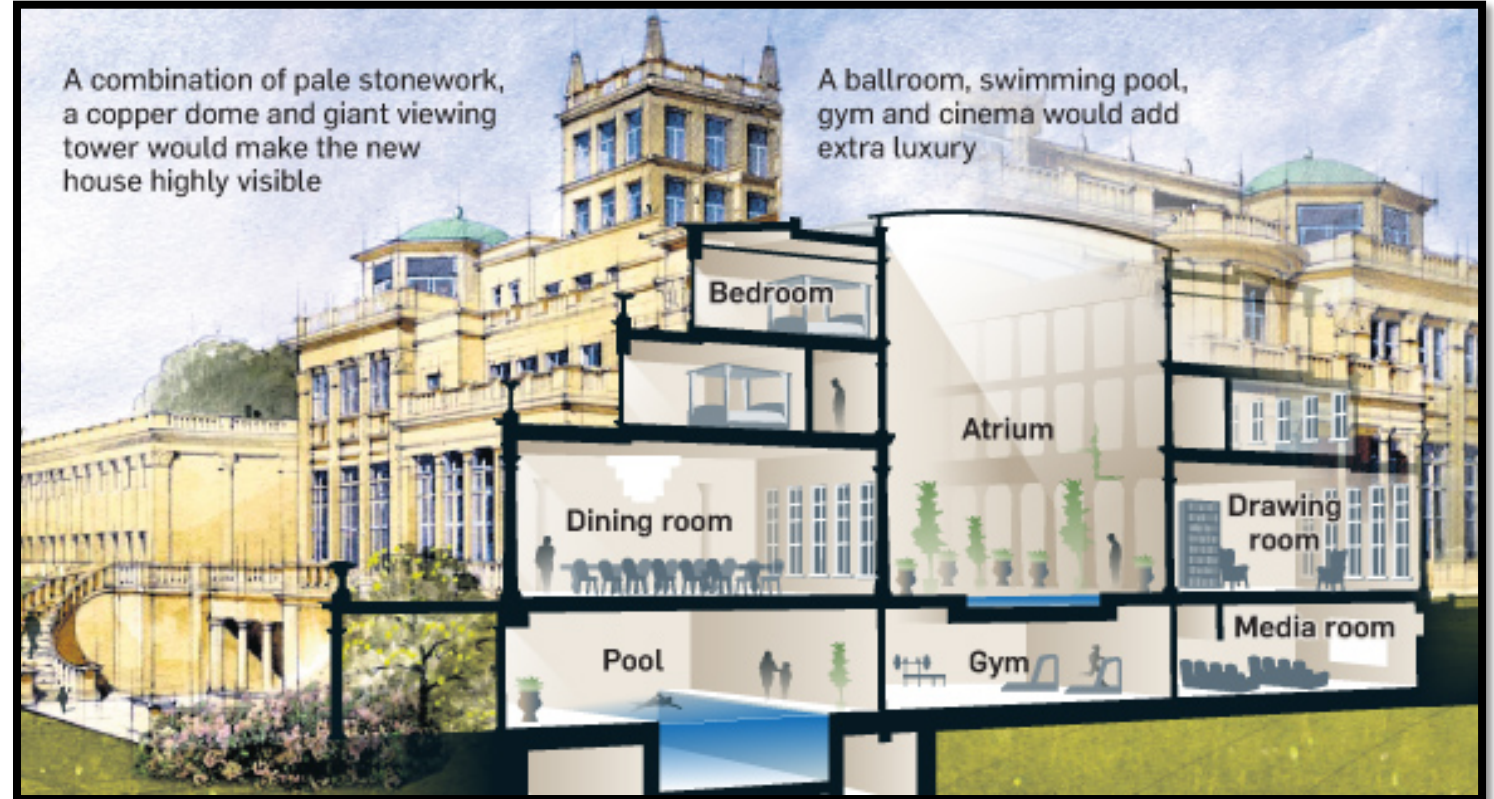 A combination of pale stonework,
a copper dome and giant viewing
tower would make the new
house highly visible
A ballroom, swimming pool,
gym and cinema would add
extra luxury
Bedroom
Atrium
Dining room
Drawing
room
Pool
Gym
Media room